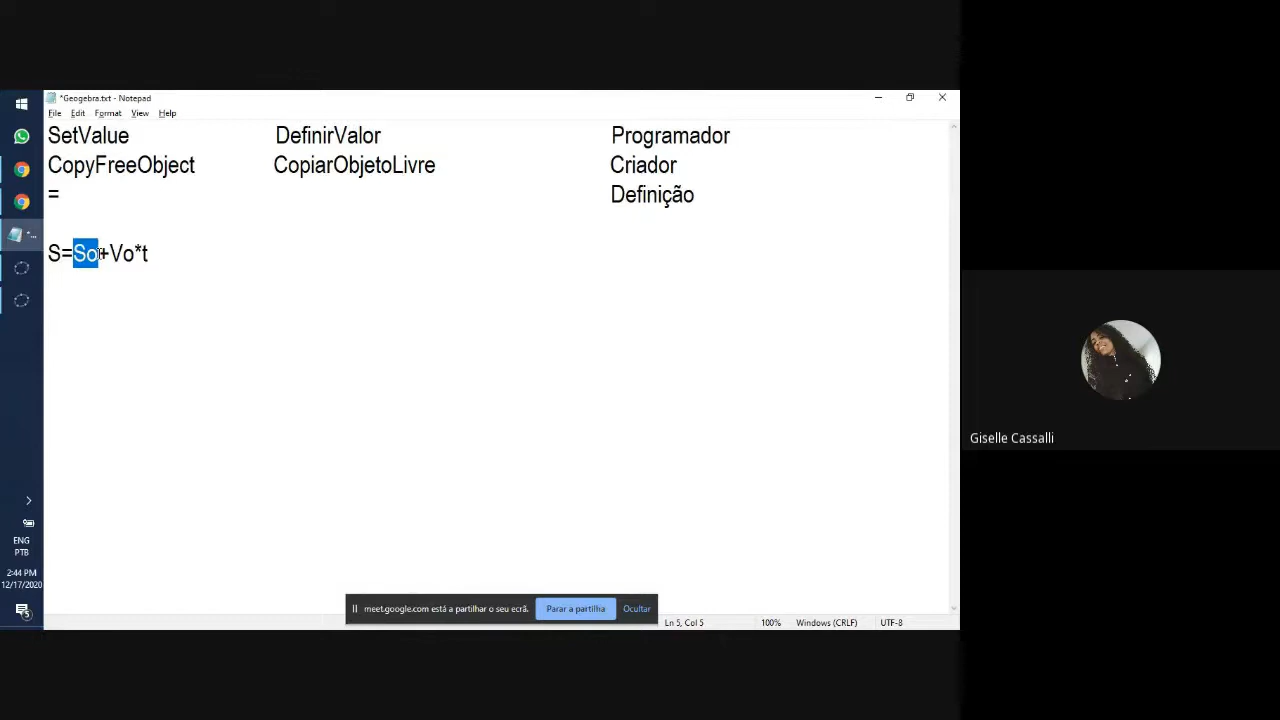 *Geogebra.txt - Notepad
File Edit Format View Help
SetValue DefinirValor Programador
CopyFreeObject CopiarObjetoLivre Criador
= Definição
S=So+Vo*t
*...
Giselle Cassalli
ENG
PTB
2:44 PM
12/17/2020
5
meet.google.com está a partilhar o seu ecrã. Parar a partilha Ocultar
Ln 5, Col 5 100% Windows (CRLF) UTF-8